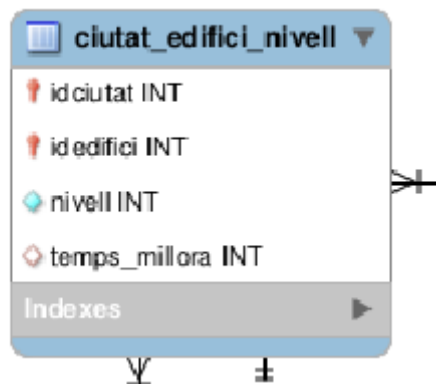 ciutat_edifici_nivell
idciutat INT
idedifici INT
nivell INT
temps_millora INT
Indexes